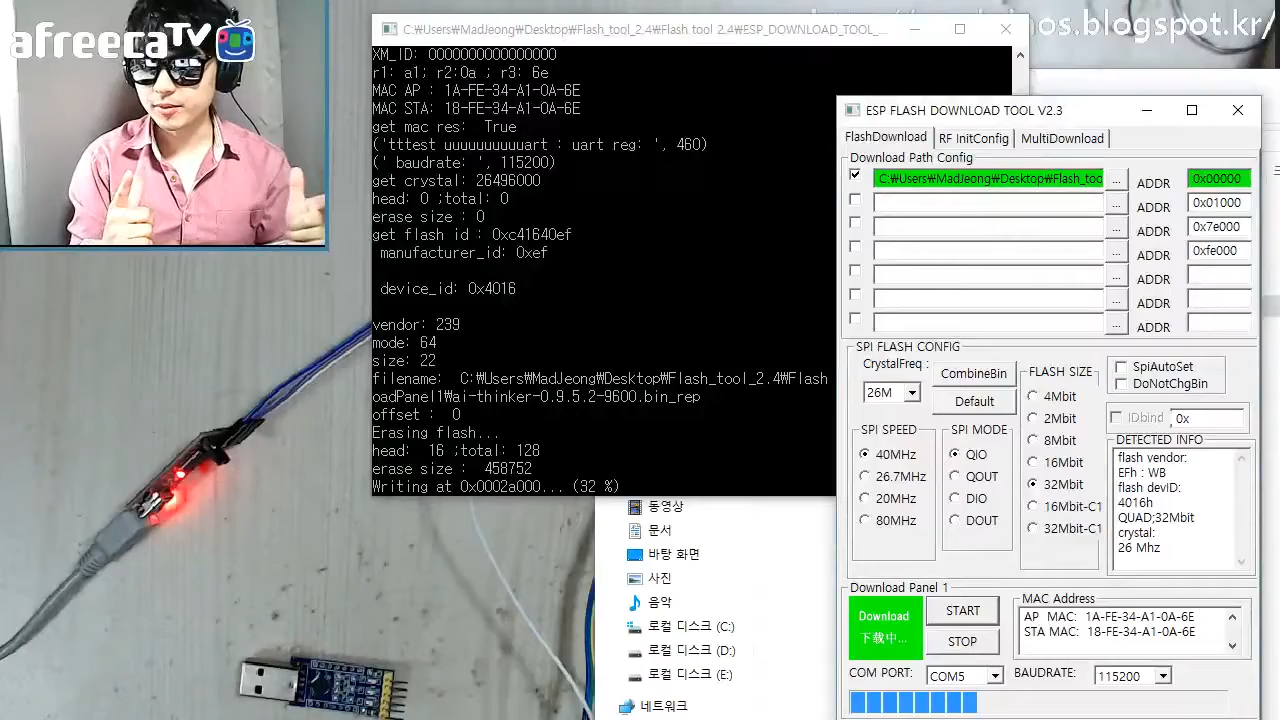 afreecaTV
os.blogspot.kr/
C:₩Users₩MadJeong₩Desktop₩Flash_tool_2.4₩Flash tool 2.4₩ESP_DOWNLOAD_TOOL_...
XM_ID: 0000000000000000
r1: a1; r2:0a ; r3: 6e
MAC AP : 1A-FE-34-A1-0A-6E
MAC STA: 18-FE-34-A1-0A-6E
get mac res:  True
('tttest uuuuuuuuuuart : uart reg: ', 460)
(' baudrate: ', 115200)
get crystal: 26496000
head: 0 ;total: 0
erase size : 0
get flash id : 0xc41640ef
manufacturer_id: 0xef
device_id: 0x4016
vendor: 239
mode: 64
size: 22
filename:  C:₩Users₩MadJeong₩Desktop₩Flash_tool_2.4₩Flash
oadPanel1₩ai-thinker-0.9.5.2-9600.bin_rep
offset :  0
Erasing flash...
head:  16 ;total: 128
erase size :  458752
Writing at 0x0002a000... (32 %)
ESP FLASH DOWNLOAD TOOL V2.3
FlashDownload RF InitConfig MultiDownload
Download Path Config
C:₩Users₩MadJeong₩Desktop₩Flash_toc ... ADDR 0x00000
... ADDR 0x01000
... ADDR 0x7e000
... ADDR 0xfe000
... ADDR
... ADDR
... ADDR
SPI FLASH CONFIG
CrystalFreq :
26M
CombineBin
Default
SPI SPEED
40MHz
26.7MHz
20MHz
80MHz
SPI MODE
QIO
QOUT
DIO
DOUT
FLASH SIZE
4Mbit
2Mbit
8Mbit
16Mbit
32Mbit
16Mbit-C1
32Mbit-C1
SpiAutoSet
DoNotChgBin
IDbind 0x
DETECTED INFO
flash vendor:
EFh : WB
flash devID:
4016h
QUAD;32Mbit
crystal:
26 Mhz
Download Panel 1
Download
下载中...
START
STOP
MAC Address
AP  MAC:  1A-FE-34-A1-0A-6E
STA MAC:  18-FE-34-A1-0A-6E
COM PORT: COM5 BAUDRATE: 115200
동영상
문서
바탕 화면
사진
음악
로컬 디스크 (C:)
로컬 디스크 (D:)
로컬 디스크 (E:)
네트워크